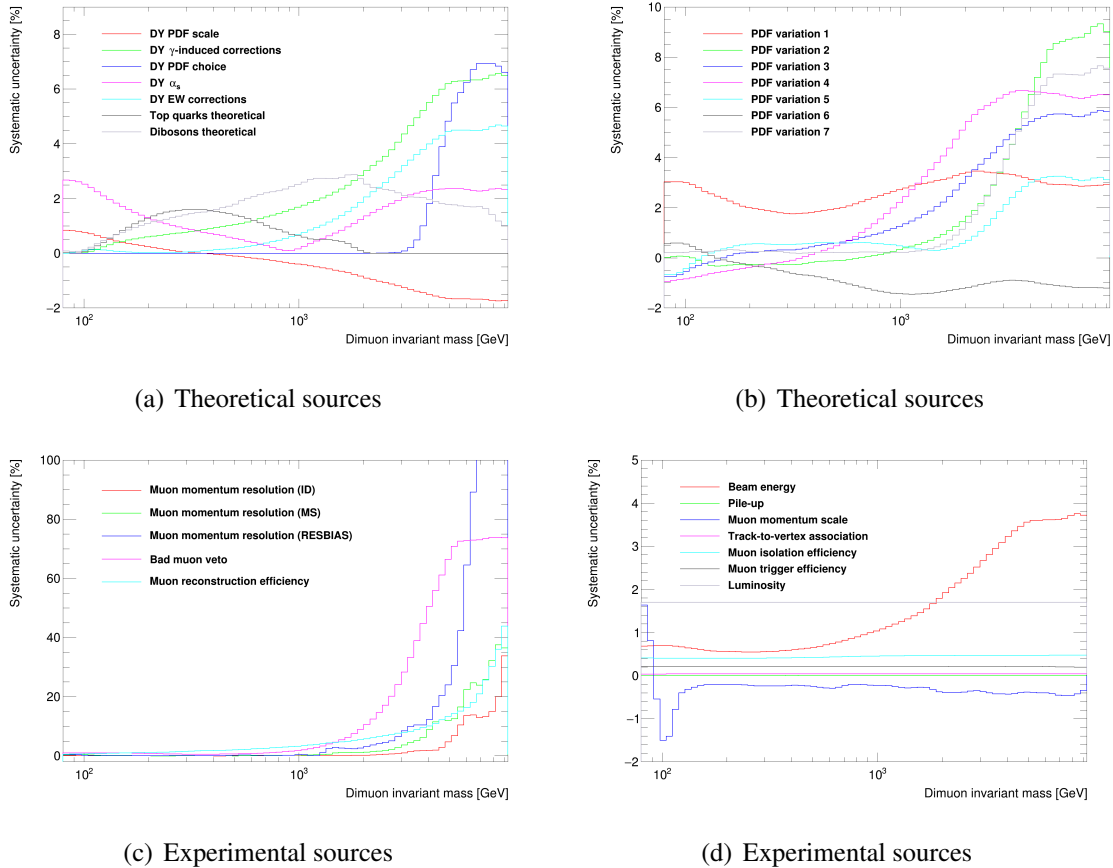 Systematic uncertainty [%]
8
6
4
2
0
−2
DY PDF scale
DY γ-induced corrections
DY PDF choice
DY αs
DY EW corrections
Top quarks theoretical
Dibosons theoretical
10²
10³
Dimuon invariant mass [GeV]
(a) Theoretical sources
Systematic uncertainty [%]
10
8
6
4
2
0
−2
PDF variation 1
PDF variation 2
PDF variation 3
PDF variation 4
PDF variation 5
PDF variation 6
PDF variation 7
10²
10³
Dimuon invariant mass [GeV]
(b) Theoretical sources
Systematic uncertainty [%]
100
80
60
40
20
0
Muon momentum resolution (ID)
Muon momentum resolution (MS)
Muon momentum resolution (RESBIAS)
Bad muon veto
Muon reconstruction efficiency
10²
10³
Dimuon invariant mass [GeV]
(c) Experimental sources
Systematic uncertianty [%]
5
4
3
2
1
0
−1
−2
Beam energy
Pile-up
Muon momentum scale
Track-to-vertex association
Muon isolation efficiency
Muon trigger efficiency
Luminosity
10²
10³
Dimuon invariant mass [GeV]
(d) Experimental sources